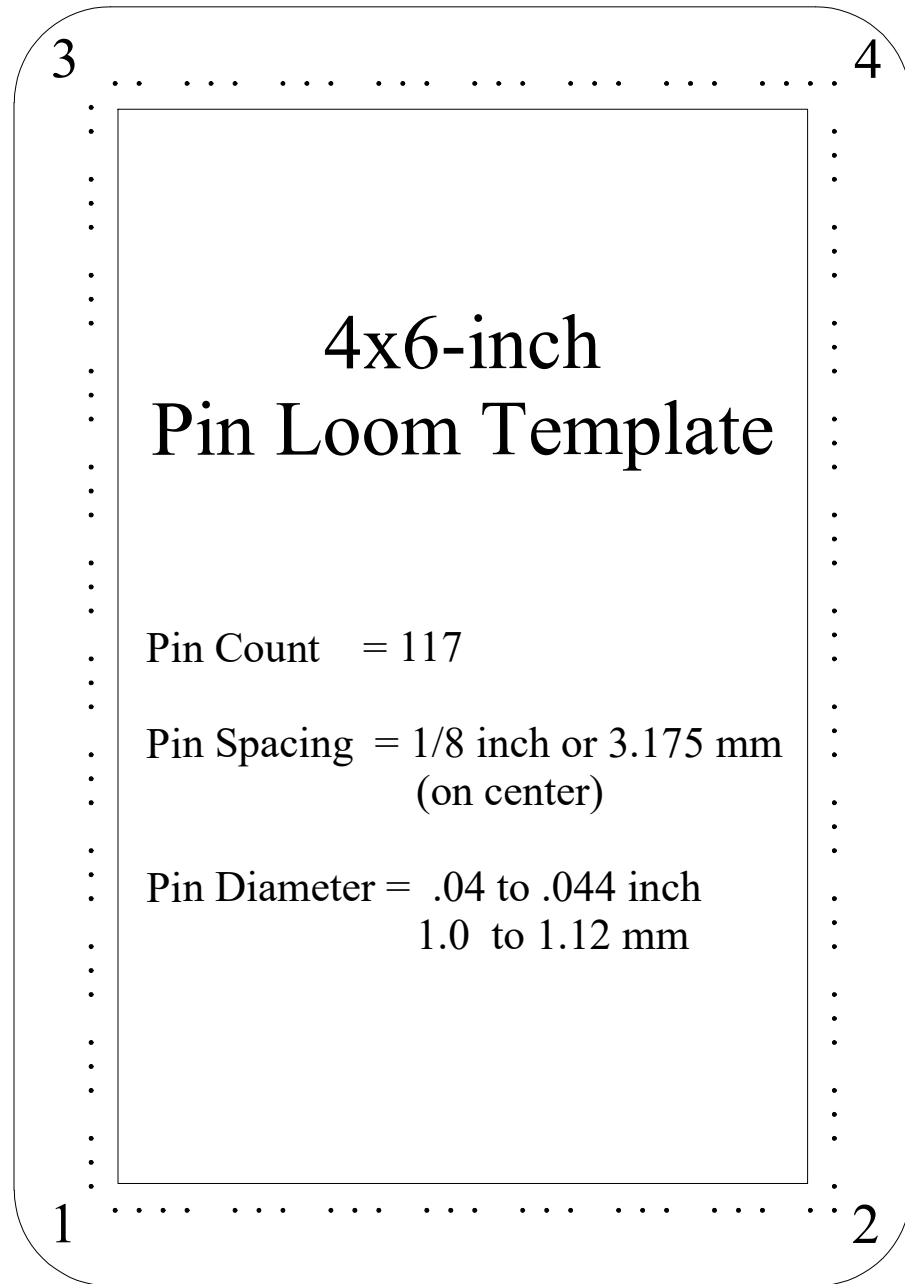 3
4
4x6-inch
Pin Loom Template
Pin Count = 117
Pin Spacing = 1/8 inch or 3.175 mm
(on center)
Pin Diameter = .04 to .044 inch
1.0 to 1.12 mm
1
2